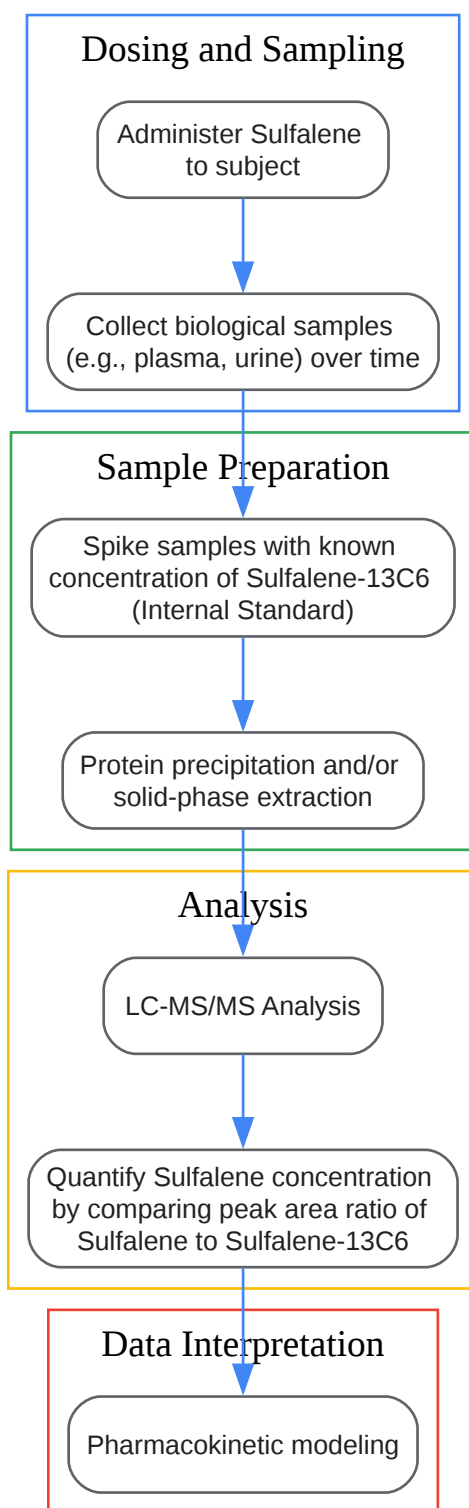 Dosing and Sampling
Administer Sulfalene
to subject
Collect biological samples
(e.g., plasma, urine) over time
Sample Preparation
Spike samples with known
concentration of Sulfalene-13C6
(Internal Standard)
Protein precipitation and/or
solid-phase extraction
Analysis
LC-MS/MS Analysis
Quantify Sulfalene concentration
by comparing peak area ratio of
Sulfalene to Sulfalene-13C6
Data Interpretation
Pharmacokinetic modeling